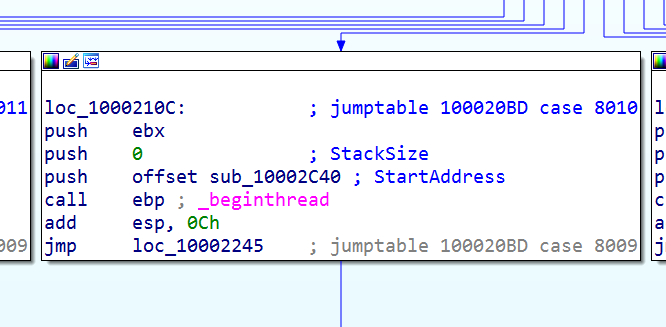 loc_1000210C: ; jumptable 100020BD case 8010
011
push ebx
push 0 ; StackSize
push offset sub_10002C40 ; StartAddress
call ebp ; _beginthread
add esp, 0Ch
jmp loc_10002245 ; jumptable 100020BD case 8009
009